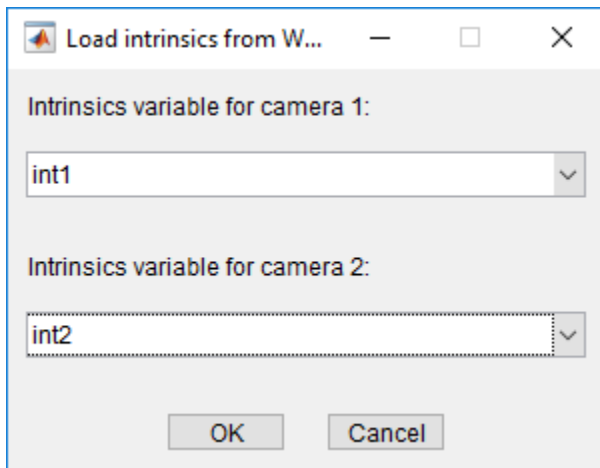 Load intrinsics from W...
Intrinsics variable for camera 1:
int1
Intrinsics variable for camera 2:
int2
OK Cancel